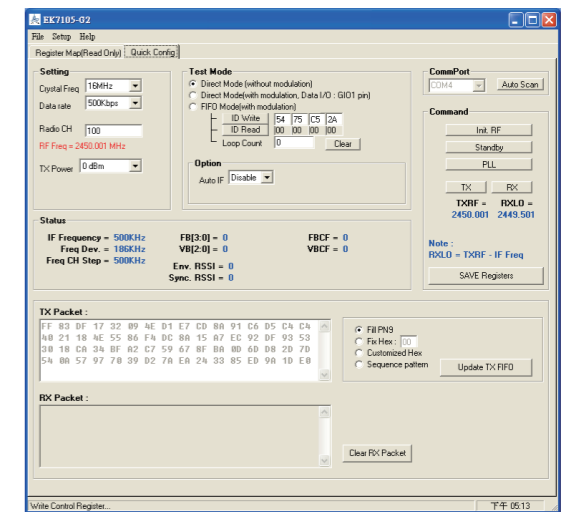 EK7105-G2
File Setup Help
Register Map(Read Only) Quick Config
Setting
Crystal Freq 16MHz
Data rate 500Kbps
Radio CH 100
RF Freq = 2450.001 MHz
TX Power 0 dBm
Test Mode
Direct Mode (without modulation)
Direct Mode(with modulation, Data I/O : GIO1 pin)
FIFO Mode(with modulation)
ID Write 54 75 C5 2A
ID Read 00 00 00 00
Loop Count 0 Clear
Option
Auto IF Disable
CommPort
COM4 Auto Scan
Command
Init. RF
Standby
PLL
TX RX
TXRF = RXLO =
2450.001 2449.501
Note :
RXLO = TXRF - IF Freq
SAVE Registers
Status
IF Frequency = 500KHz FB[3:0] = 0 FBCF = 0
Freq Dev. = 186KHz VB[2:0] = 0 VBCF = 0
Freq CH Step = 500KHz Env. RSSI = 0
Sync. RSSI = 0
TX Packet :
FF 83 DF 17 32 09 4E D1 E7 CD 8A 91 C6 D5 C4 C4
40 21 18 4E 55 86 F4 DC 8A 15 A7 EC 92 DF 93 53
30 18 CA 34 BF A2 C7 59 67 8F BA 0D 6D D8 2D 7D
54 0A 57 97 70 39 D2 7A EA 24 33 85 ED 9A 1D E0
Fill PN9
Fix Hex : 00
Customized Hex
Sequence pattern Update TX FIFO
RX Packet :
Clear RX Packet
Write Control Register... 下午 05:13